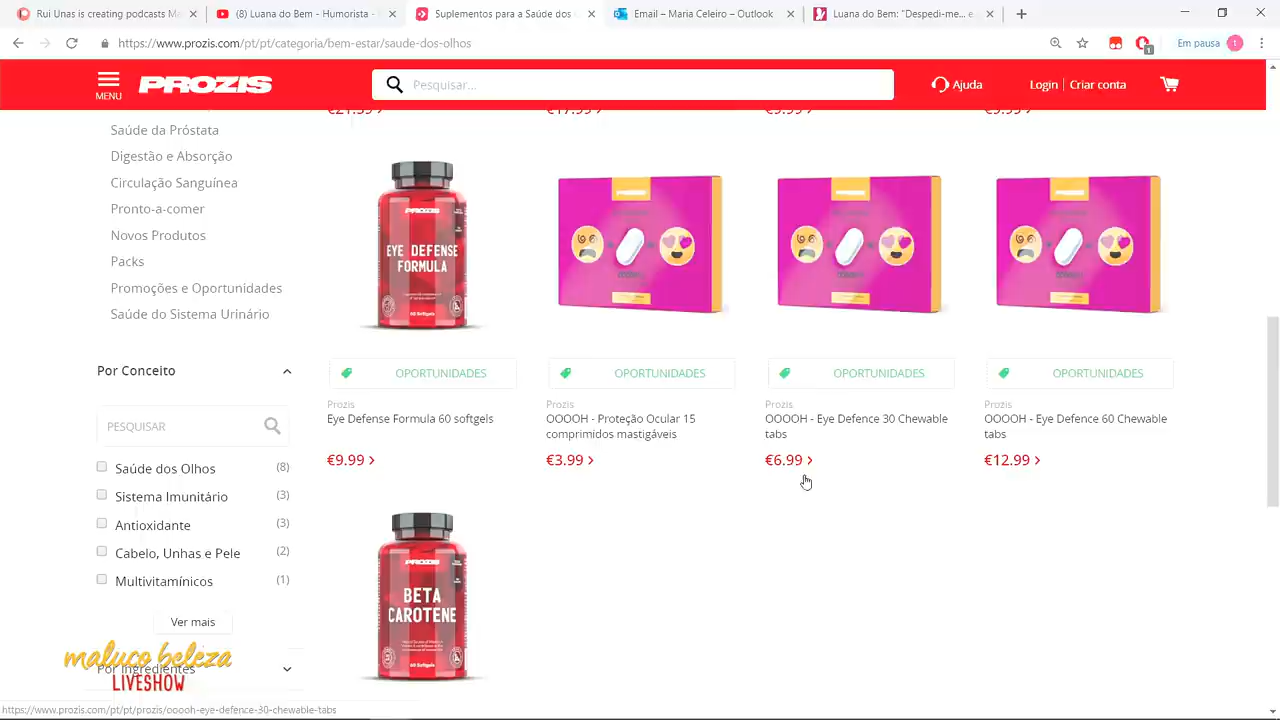 Rui Unas is creating podcasts M
(8) Luana do Bem - Humorista -
Suplementos para a Saúde dos
Email – Maria Celeiro – Outlook
Luana do Bem: "Despedi-me... e
https://www.prozis.com/pt/pt/categoria/bem-estar/saude-dos-olhos
Em pausa
1
MENU
PROZIS
Pesquisar...
Ajuda
Login | Criar conta
Saúde da Próstata
Digestão e Absorção
Circulação Sanguínea
Pronto-a-comer
Novos Produtos
Packs
Promoções e Oportunidades
Saúde do Sistema Urinário
Por Conceito
PESQUISAR
Saúde dos Olhos (8)
Sistema Imunitário (3)
Antioxidante (3)
Cabelo, Unhas e Pele (2)
Multivitamínicos (1)
Ver mais
PROZIS
EYE DEFENSE
FORMULA
60 Softgels
OPORTUNIDADES
Prozis
Eye Defense Formula 60 softgels
€9.99 >
OPORTUNIDADES
Prozis
OOOOH - Proteção Ocular 15
comprimidos mastigáveis
€3.99 >
OPORTUNIDADES
Prozis
OOOOH - Eye Defence 30 Chewable
tabs
€6.99 >
OPORTUNIDADES
Prozis
OOOOH - Eye Defence 60 Chewable
tabs
€12.99 >
PROZIS
BETA
CAROTENE
60 Softgels
LIVESHOW
https://www.prozis.com/pt/pt/prozis/ooooh-eye-defence-30-chewable-tabs